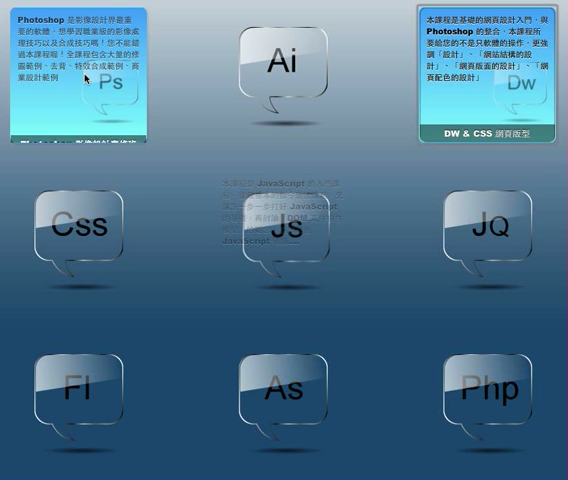 Photoshop 是影像設計界最重
要的軟體，想學習職業級的影像處
理技巧以及合成技巧嗎！您不能錯
過本課程喔！全課程包含大量的修
圖範例、去背、特效合成範例、商
業設計範例
Ps
Ai
本課程是基礎的網頁設計入門，與
Photoshop 的整合，本課程所
要給您的不是只軟體的操作，更強
調「設計」、「網站結構的設
計」、「網頁版面的設計」、「網
頁配色的設計」
Dw
DW & CSS 網頁版型
Css
本課程是 JavaScript 的入門課
JavaScript
JavaScript
Js
JQ
Fl
As
Php